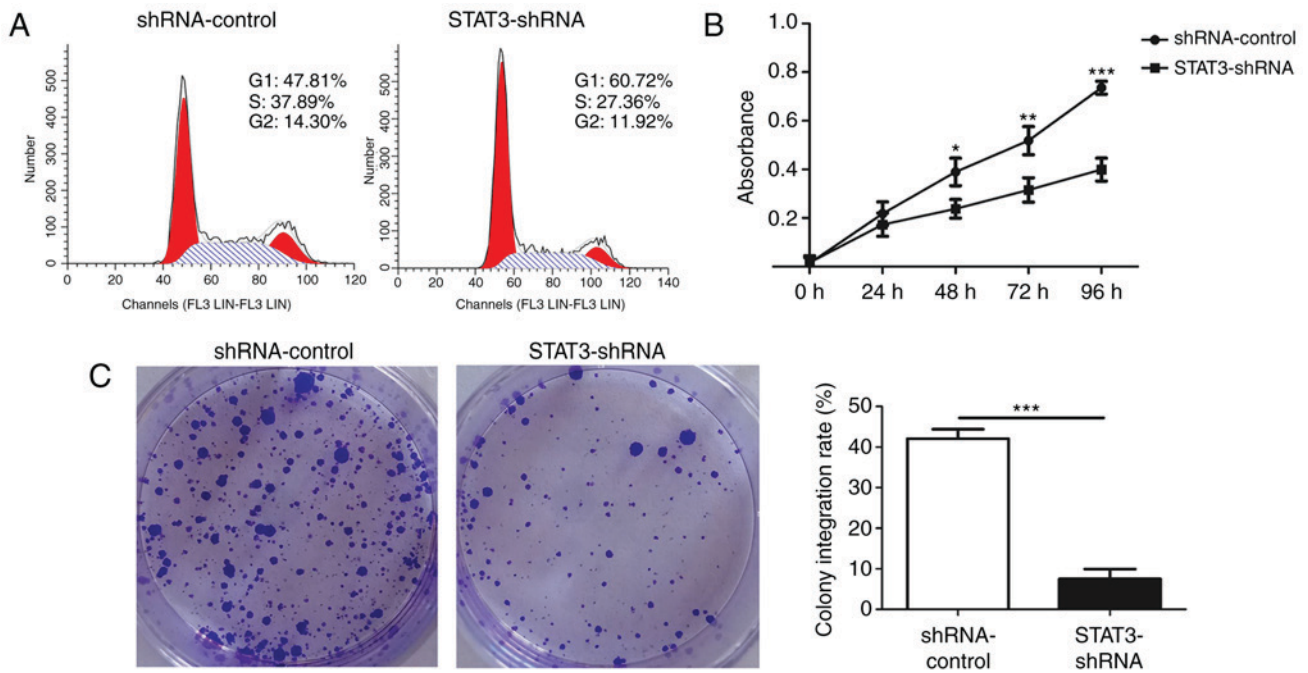 A
shRNA-control
STAT3-shRNA
G1: 47.81%
S: 37.89%
G2: 14.30%
G1: 60.72%
S: 27.36%
G2: 11.92%
Number
500
400
300
200
100
0
0 20 40 60 80 100 120
Channels (FL3 LIN-FL3 LIN)
Number
500
400
300
200
100
0
0 20 40 60 80 100 120 140
Channels (FL3 LIN-FL3 LIN)
B
shRNA-control
STAT3-shRNA
Absorbance
1.0
0.8
0.6
0.4
0.2
* ** ***
0 h 24 h 48 h 72 h 96 h
C
shRNA-control
STAT3-shRNA
Colony integration rate (%)
50
40
30
20
10
0
***
shRNA-
control
STAT3-
shRNA